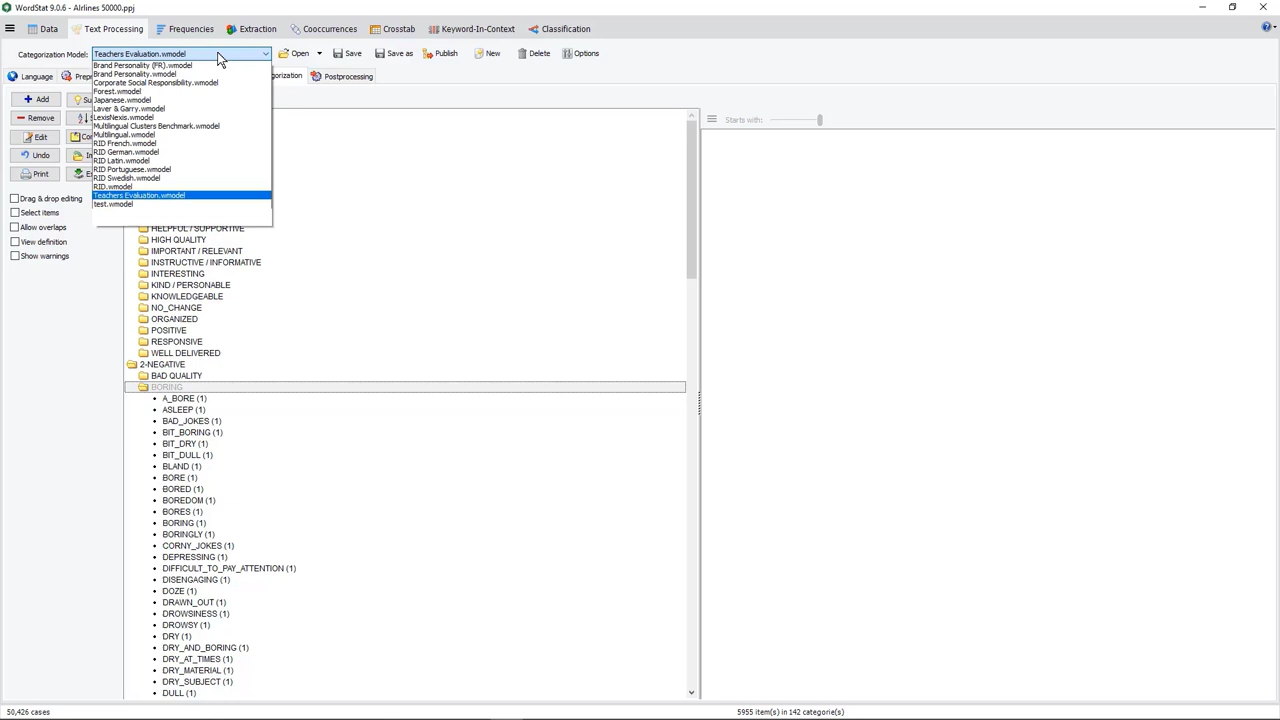 WordStat 9.0.6 - Airlines 50000.ppj
Data
Text Processing
Frequencies
Extraction
Cooccurrences
Crosstab
Keyword-In-Context
Classification
Categorization Model:
Teachers Evaluation.wmodel
Open
Save
Save as
Publish
New
Delete
Options
Brand Personality (FR).wmodel
Brand Personality.wmodel
Corporate Social Responsibility.wmodel
Forest.wmodel
Japanese.wmodel
Laver & Garry.wmodel
LexisNexis.wmodel
Multilingual Clusters Benchmark.wmodel
Multilingual.wmodel
RID French.wmodel
RID German.wmodel
RID Latin.wmodel
RID Portuguese.wmodel
RID Swedish.wmodel
RID.wmodel
Teachers Evaluation.wmodel
test.wmodel
Language
Postprocessing
Add
Remove
Edit
Undo
Print
Drag & drop editing
Select items
Allow overlaps
View definition
Show warnings
Starts with:
HELPFUL / SUPPORTIVE
HIGH QUALITY
IMPORTANT / RELEVANT
INSTRUCTIVE / INFORMATIVE
INTERESTING
KIND / PERSONABLE
KNOWLEDGEABLE
NO_CHANGE
ORGANIZED
POSITIVE
RESPONSIVE
WELL DELIVERED
2-NEGATIVE
BAD QUALITY
BORING
A_BORE (1)
ASLEEP (1)
BAD_JOKES (1)
BIT_BORING (1)
BIT_DRY (1)
BIT_DULL (1)
BLAND (1)
BORE (1)
BORED (1)
BOREDOM (1)
BORES (1)
BORING (1)
BORINGLY (1)
CORNY_JOKES (1)
DEPRESSING (1)
DIFFICULT_TO_PAY_ATTENTION (1)
DISENGAGING (1)
DOZE (1)
DRAWN_OUT (1)
DROWSINESS (1)
DROWSY (1)
DRY (1)
DRY_AND_BORING (1)
DRY_AT_TIMES (1)
DRY_MATERIAL (1)
DRY_SUBJECT (1)
DULL (1)
50,426 cases
5955 item(s) in 142 categorie(s)